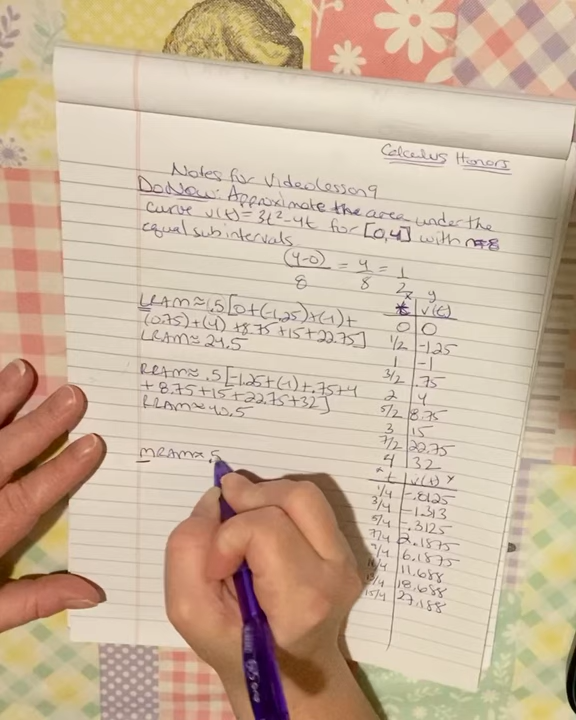 Calculus Honors
Notes for Video Lesson 9
Do Now: Approximate the area under the
curve v(t) = 3t² - 4t for [0,4] with n=8
equal subintervals
(4-0)/8 = 4/8 = 1/2
x y
t v(t)
0 0
1/2 -1.25
1 -1
3/2 .75
2 4
5/2 8.75
3 15
7/2 22.75
4 32
LRAM ≈ .5[0+(-1.25)+(-1)+
(0.75)+(4)+8.75+15+22.75]
LRAM ≈ 24.5
RRAM ≈ .5[-1.25+(-1)+.75+4
+8.75+15+22.75+32]
RRAM ≈ 40.5
MRAM ≈ .5
x y
t v(t)
1/4 -.8125
3/4 -1.313
5/4 -.3125
7/4 2.1875
9/4 6.1875
11/4 11.688
13/4 18.688
15/4 27.188